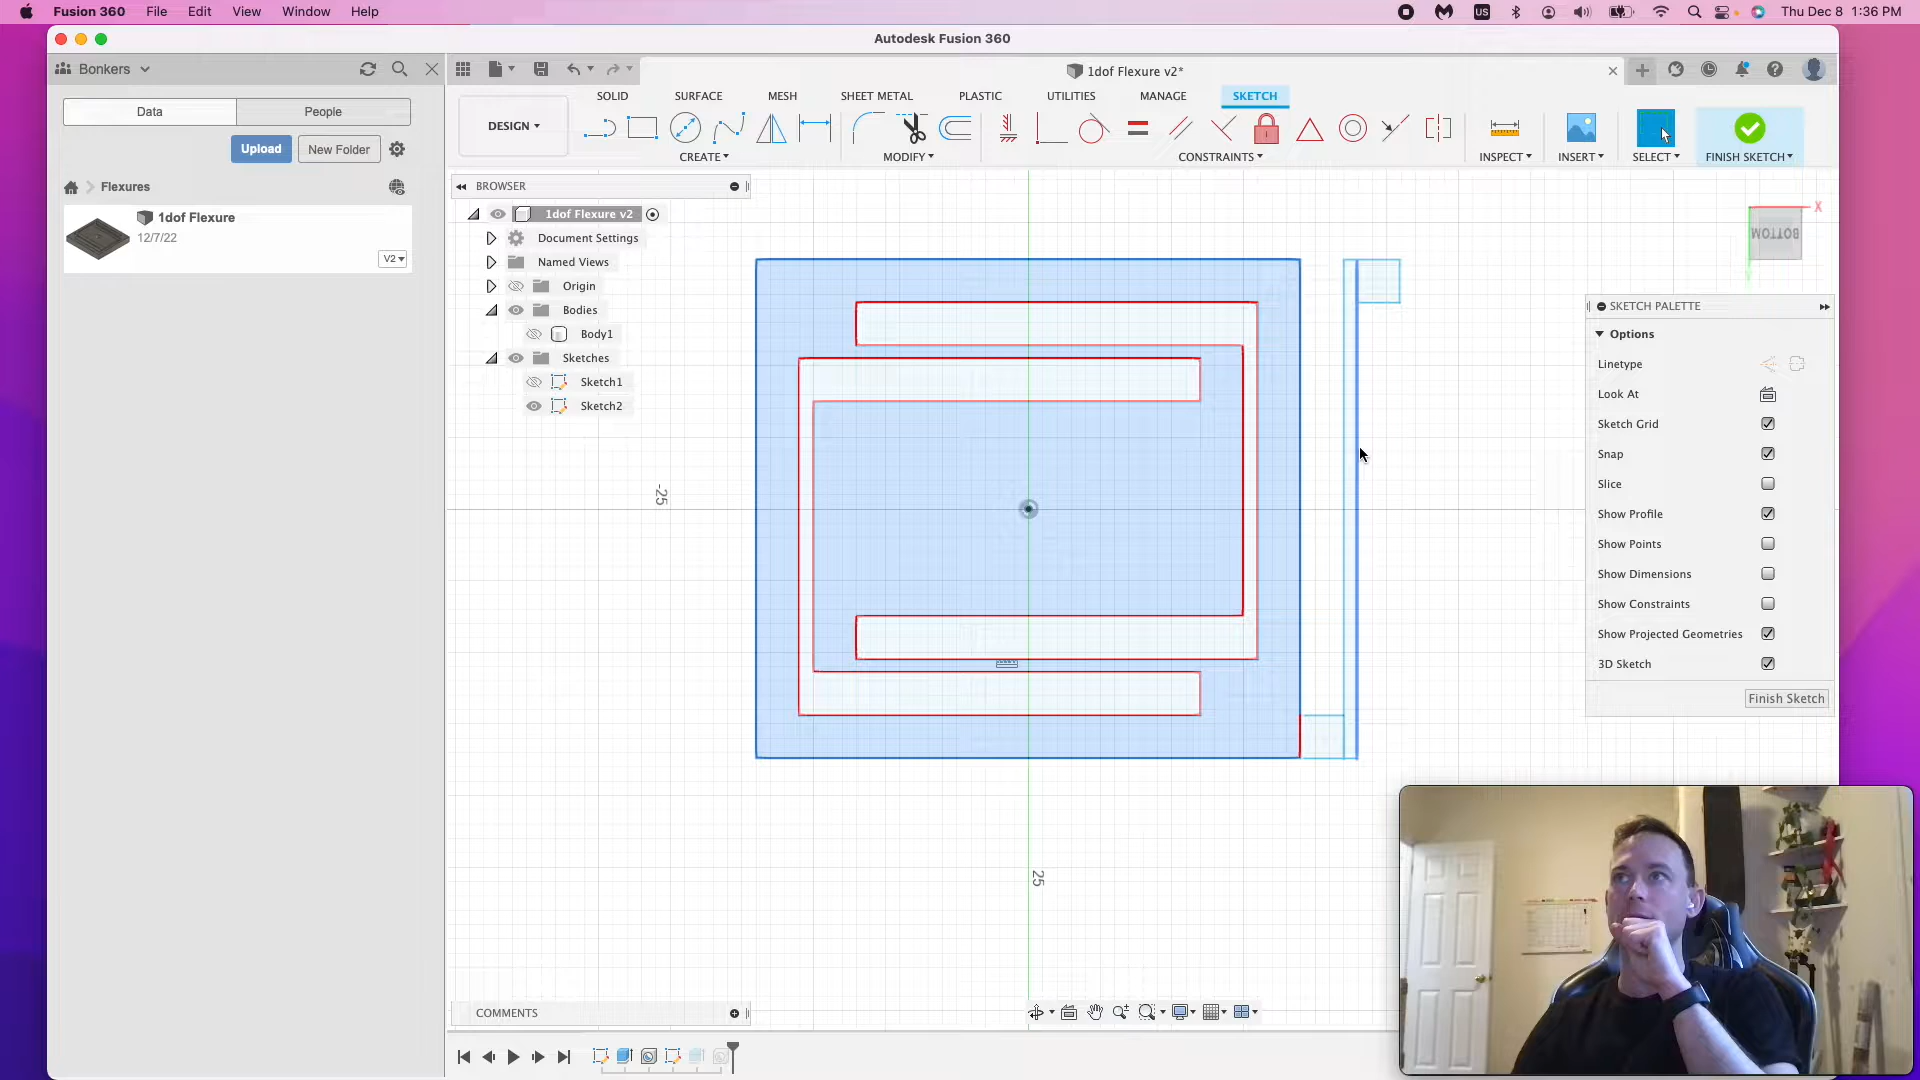 Fusion 360 File Edit View Window Help
US Thu Dec 8 1:36 PM
Autodesk Fusion 360
Bonkers
1dof Flexure v2*
Data People
Upload New Folder
Flexures
1dof Flexure
12/7/22
V2
DESIGN
SOLID SURFACE MESH SHEET METAL PLASTIC UTILITIES MANAGE SKETCH
CREATE MODIFY CONSTRAINTS INSPECT INSERT SELECT FINISH SKETCH
BROWSER
1dof Flexure v2
Document Settings
Named Views
Origin
Bodies
Body1
Sketches
Sketch1
Sketch2
-25
25
X
BOTTOM
SKETCH PALETTE
Options
Linetype
Look At
Sketch Grid
Snap
Slice
Show Profile
Show Points
Show Dimensions
Show Constraints
Show Projected Geometries
3D Sketch
Finish Sketch
COMMENTS